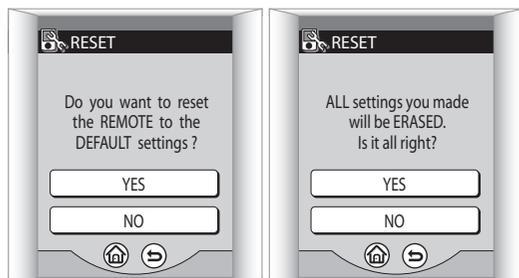 RESET
Do you want to reset
the REMOTE to the
DEFAULT settings ?
YES
NO
RESET
ALL settings you made
will be ERASED.
Is it all right?
YES
NO